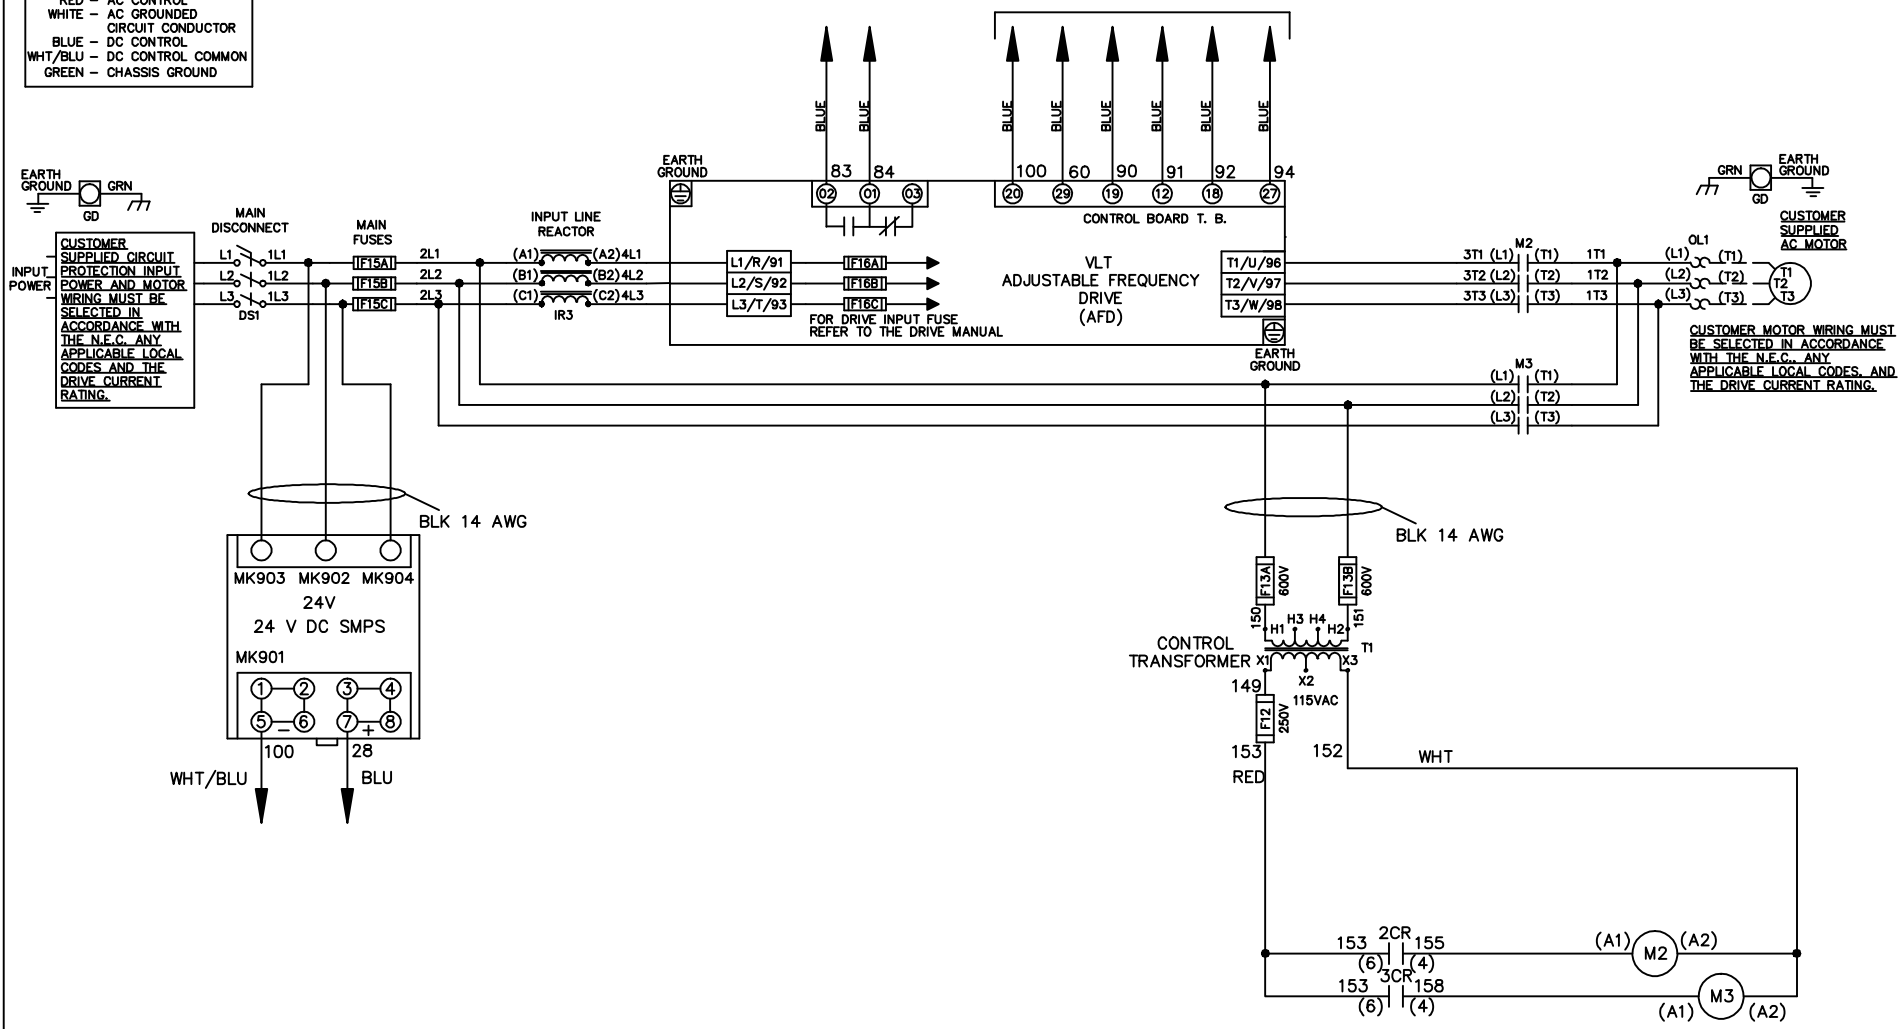 RED - AC CONTROL
WHITE - AC GROUNDED
CIRCUIT CONDUCTOR
BLUE - DC CONTROL
WHT/BLU - DC CONTROL COMMON
GREEN - CHASSIS GROUND
BLUE
BLUE
BLUE
BLUE
BLUE
BLUE
BLUE
BLUE
EARTH
GROUND
GRN
GD
EARTH
GROUND
83
84
100
60
90
91
92
94
02
01
03
20
29
19
12
18
27
CONTROL BOARD T. B.
GRN
EARTH
GROUND
GD
CUSTOMER
SUPPLIED
AC MOTOR
INPUT
POWER
CUSTOMER
SUPPLIED CIRCUIT
PROTECTION INPUT
POWER AND MOTOR
WIRING MUST BE
SELECTED IN
ACCORDANCE WITH
THE N.E.C. ANY
APPLICABLE LOCAL
CODES AND THE
DRIVE CURRENT
RATING.
MAIN
DISCONNECT
L1 1L1
L2 1L2
L3 1L3
DS1
MAIN
FUSES
F15A
F15B
F15C
2L1
2L2
2L3
INPUT LINE
REACTOR
(A1) (A2) 4L1
(B1) (B2) 4L2
(C1) (C2) 4L3
IR3
L1/R/91
L2/S/92
L3/T/93
F16A
F16B
F16C
FOR DRIVE INPUT FUSE
REFER TO THE DRIVE MANUAL
VLT
ADJUSTABLE FREQUENCY
DRIVE
(AFD)
T1/U/96
T2/V/97
T3/W/98
EARTH
GROUND
M2
3T1 (L1) (T1) 1T1
3T2 (L2) (T2) 1T2
3T3 (L3) (T3) 1T3
OL1
(L1) (T1)
(L2) (T2)
(L3) (T3)
T1
T2
T3
CUSTOMER MOTOR WIRING MUST
BE SELECTED IN ACCORDANCE
WITH THE N.E.C., ANY
APPLICABLE LOCAL CODES, AND
THE DRIVE CURRENT RATING.
M3
(L1) (T1)
(L2) (T2)
(L3) (T3)
BLK 14 AWG
BLK 14 AWG
MK903 MK902 MK904
24V
24 V DC SMPS
MK901
1 2 3 4
5 6 7 8
- +
100
28
WHT/BLU
BLU
F13A
600V
F13B
600V
150
151
H1 H3 H4 H2
T1
CONTROL
TRANSFORMER
X1
X3
X2
115VAC
149
F12
250V
153
RED
152
WHT
2CR
153 155
(6) (4)
(A1) M2 (A2)
3CR
153 158
(6) (4)
(A1) M3 (A2)